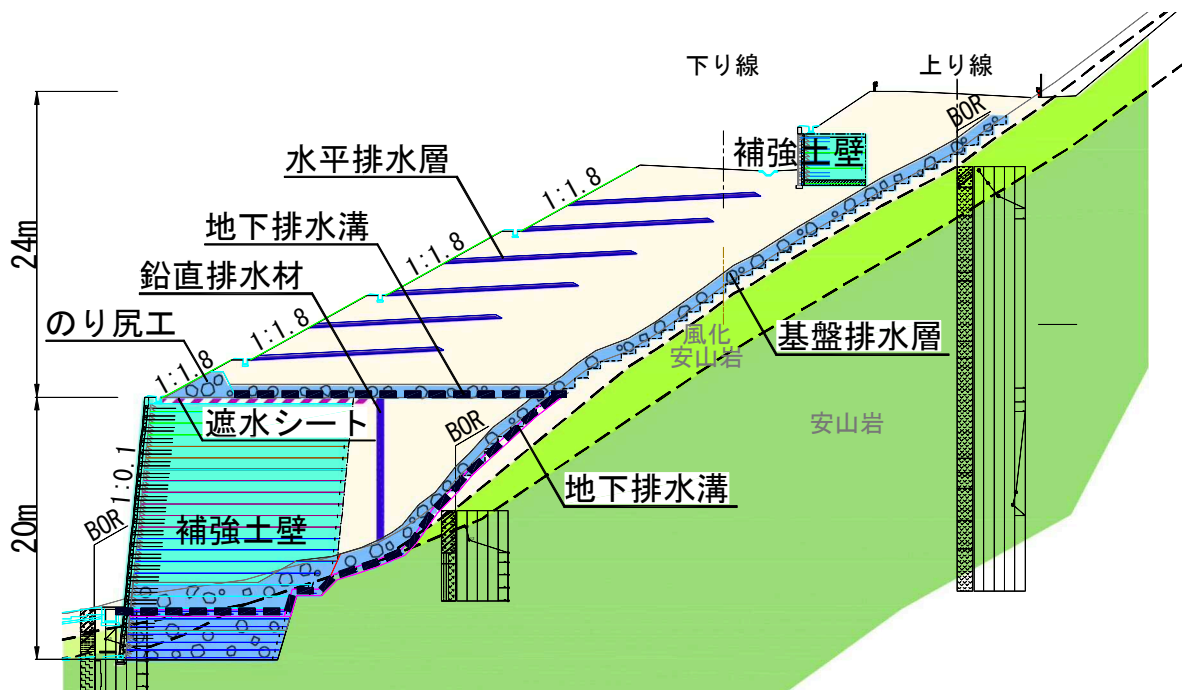 下り線
上り線
BOR
補強土壁
水平排水層
1:1.8
地下排水溝
1:1.8
24m
鉛直排水材
1:1.8
のり尻工
風化
安山岩
基盤排水層
1:1.8
遮水シート
BOR
安山岩
地下排水溝
1:0.1
20m
BOR
補強土壁